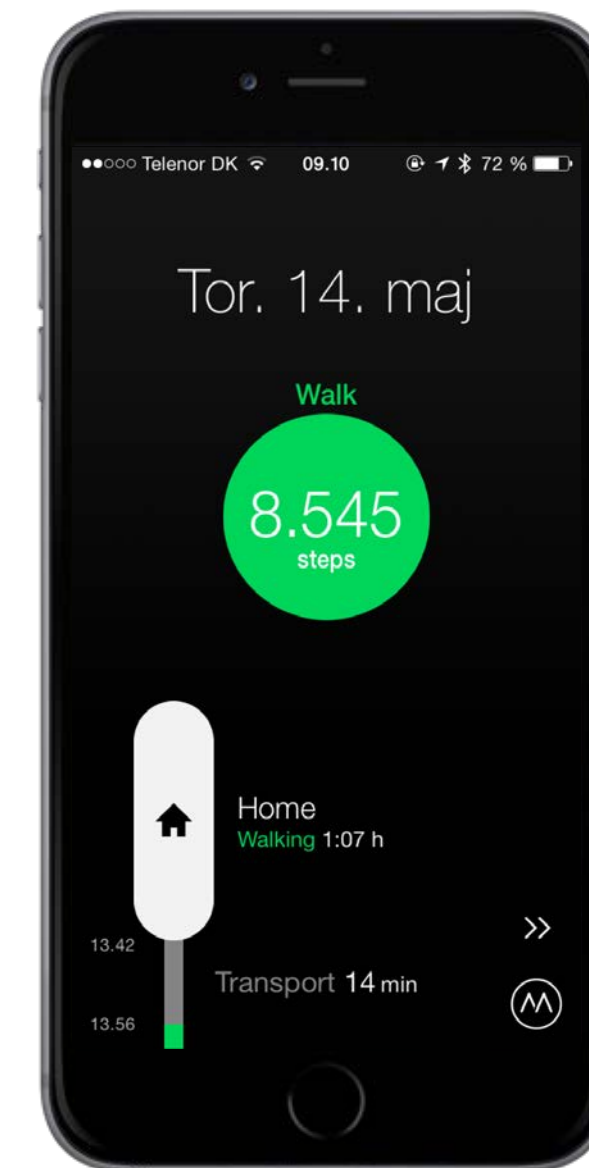 Telenor DK 09.10 72 %
Tor. 14. maj
Walk
8.545
steps
Home
Walking 1:07 h
13.42
Transport 14 min
13.56